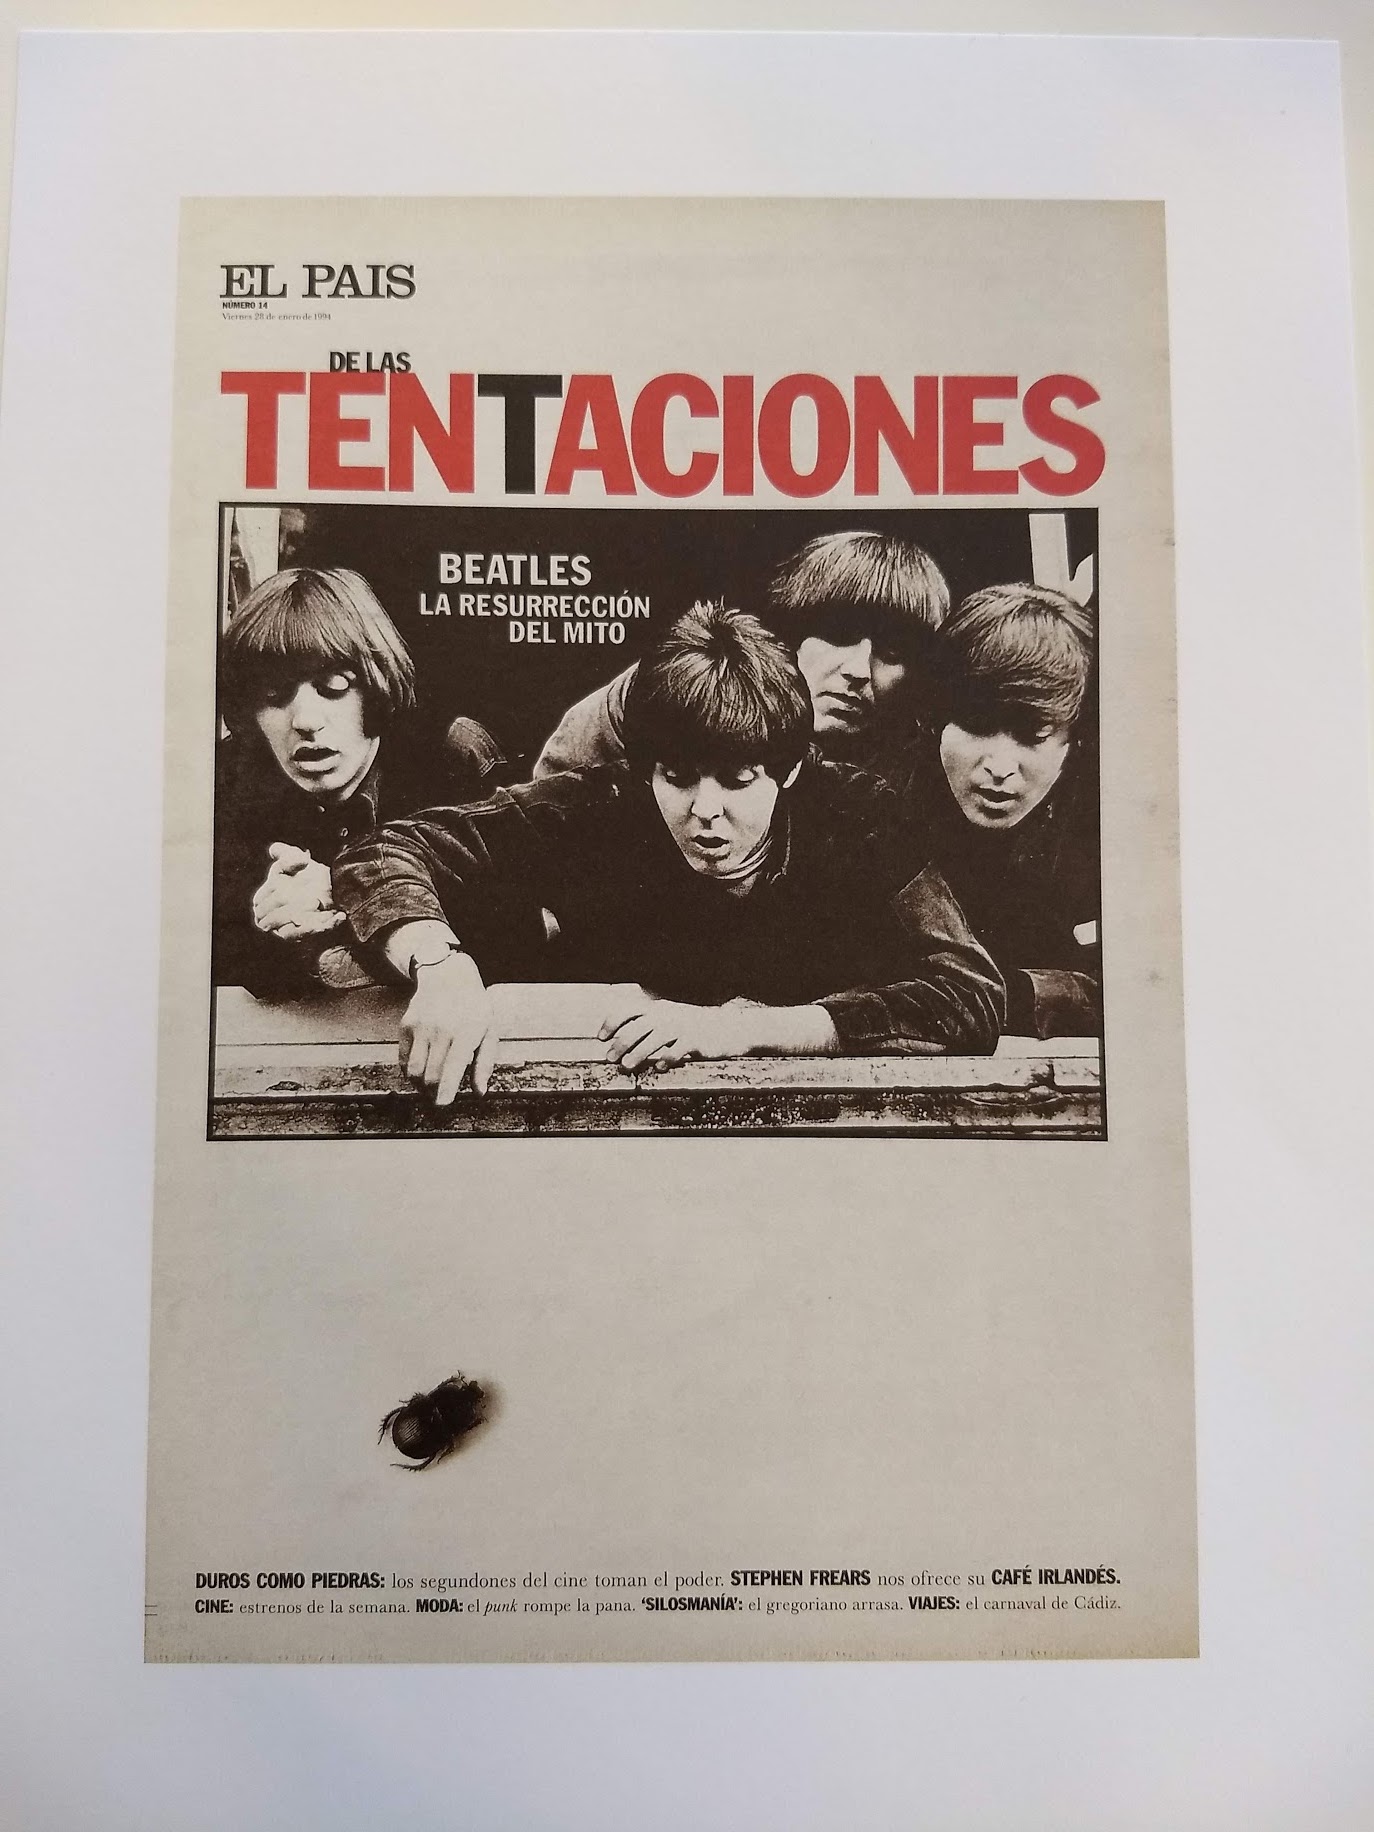 EL PAIS
NÚMERO 14
Viernes 28 de enero de 1994
DE LAS
TENTACIONES
BEATLES
LA RESURRECCIÓN
DEL MITO
DUROS COMO PIEDRAS: los segundones del cine toman el poder. STEPHEN FREARS nos ofrece su CAFÉ IRLANDÉS.
CINE: estrenos de la semana. MODA: el punk rompe la pana. ‘SILOSMANÍA’: el gregoriano arrasa. VIAJES: el carnaval de Cádiz.